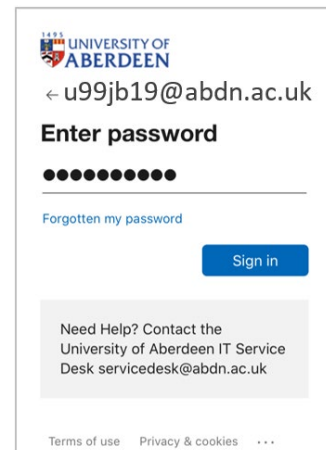 1495
UNIVERSITY OF
ABERDEEN
← u99jb19@abdn.ac.uk
Enter password
●●●●●●●●●●
Forgotten my password
Sign in
Need Help? Contact the
University of Aberdeen IT Service
Desk servicedesk@abdn.ac.uk
Terms of use Privacy & cookies ...